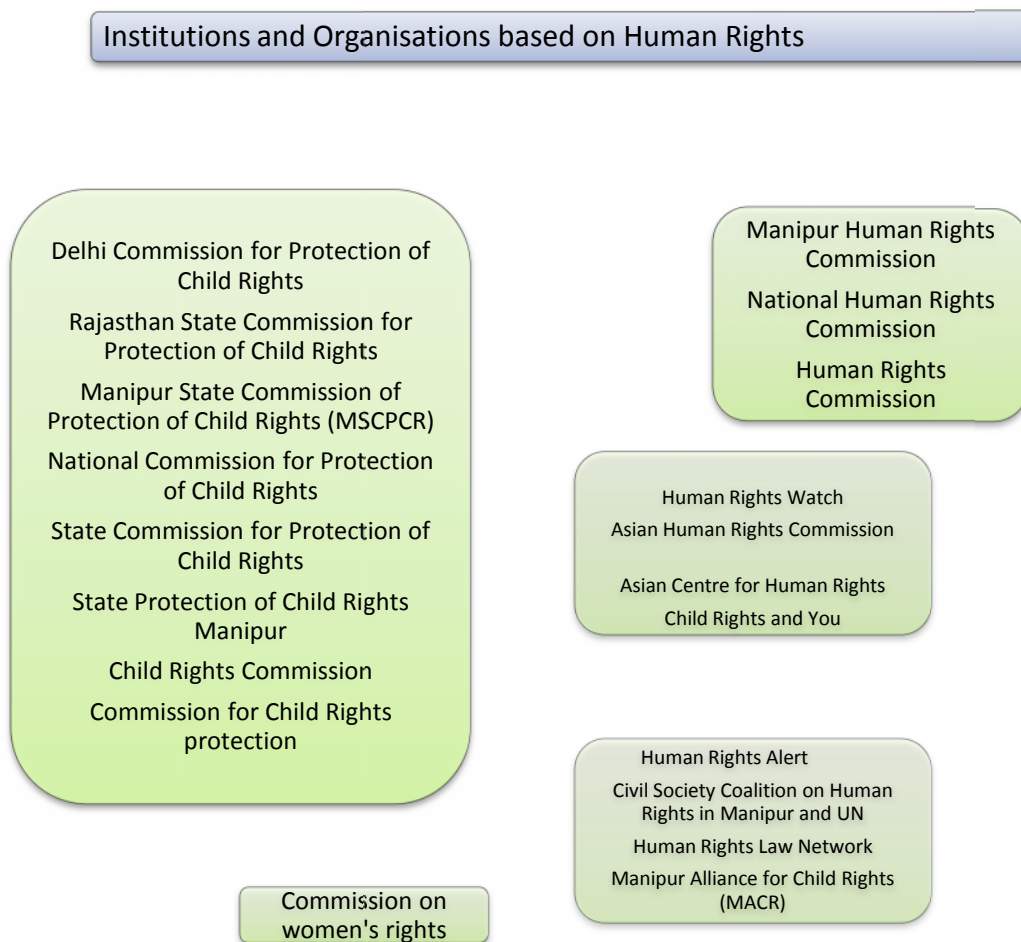 Institutions and Organisations based on Human Rights
Delhi Commission for Protection of
Child Rights
Rajasthan State Commission for
Protection of Child Rights
Manipur State Commission of
Protection of Child Rights (MSCPCR)
National Commission for Protection
of Child Rights
State Commission for Protection of
Child Rights
State Protection of Child Rights
Manipur
Child Rights Commission
Commission for Child Rights
protection
Manipur Human Rights
Commission
National Human Rights
Commission
Human Rights
Commission
Human Rights Watch
Asian Human Rights Commission
Asian Centre for Human Rights
Child Rights and You
Human Rights Alert
Civil Society Coalition on Human
Rights in Manipur and UN
Human Rights Law Network
Manipur Alliance for Child Rights
(MACR)
Commission on
women's rights